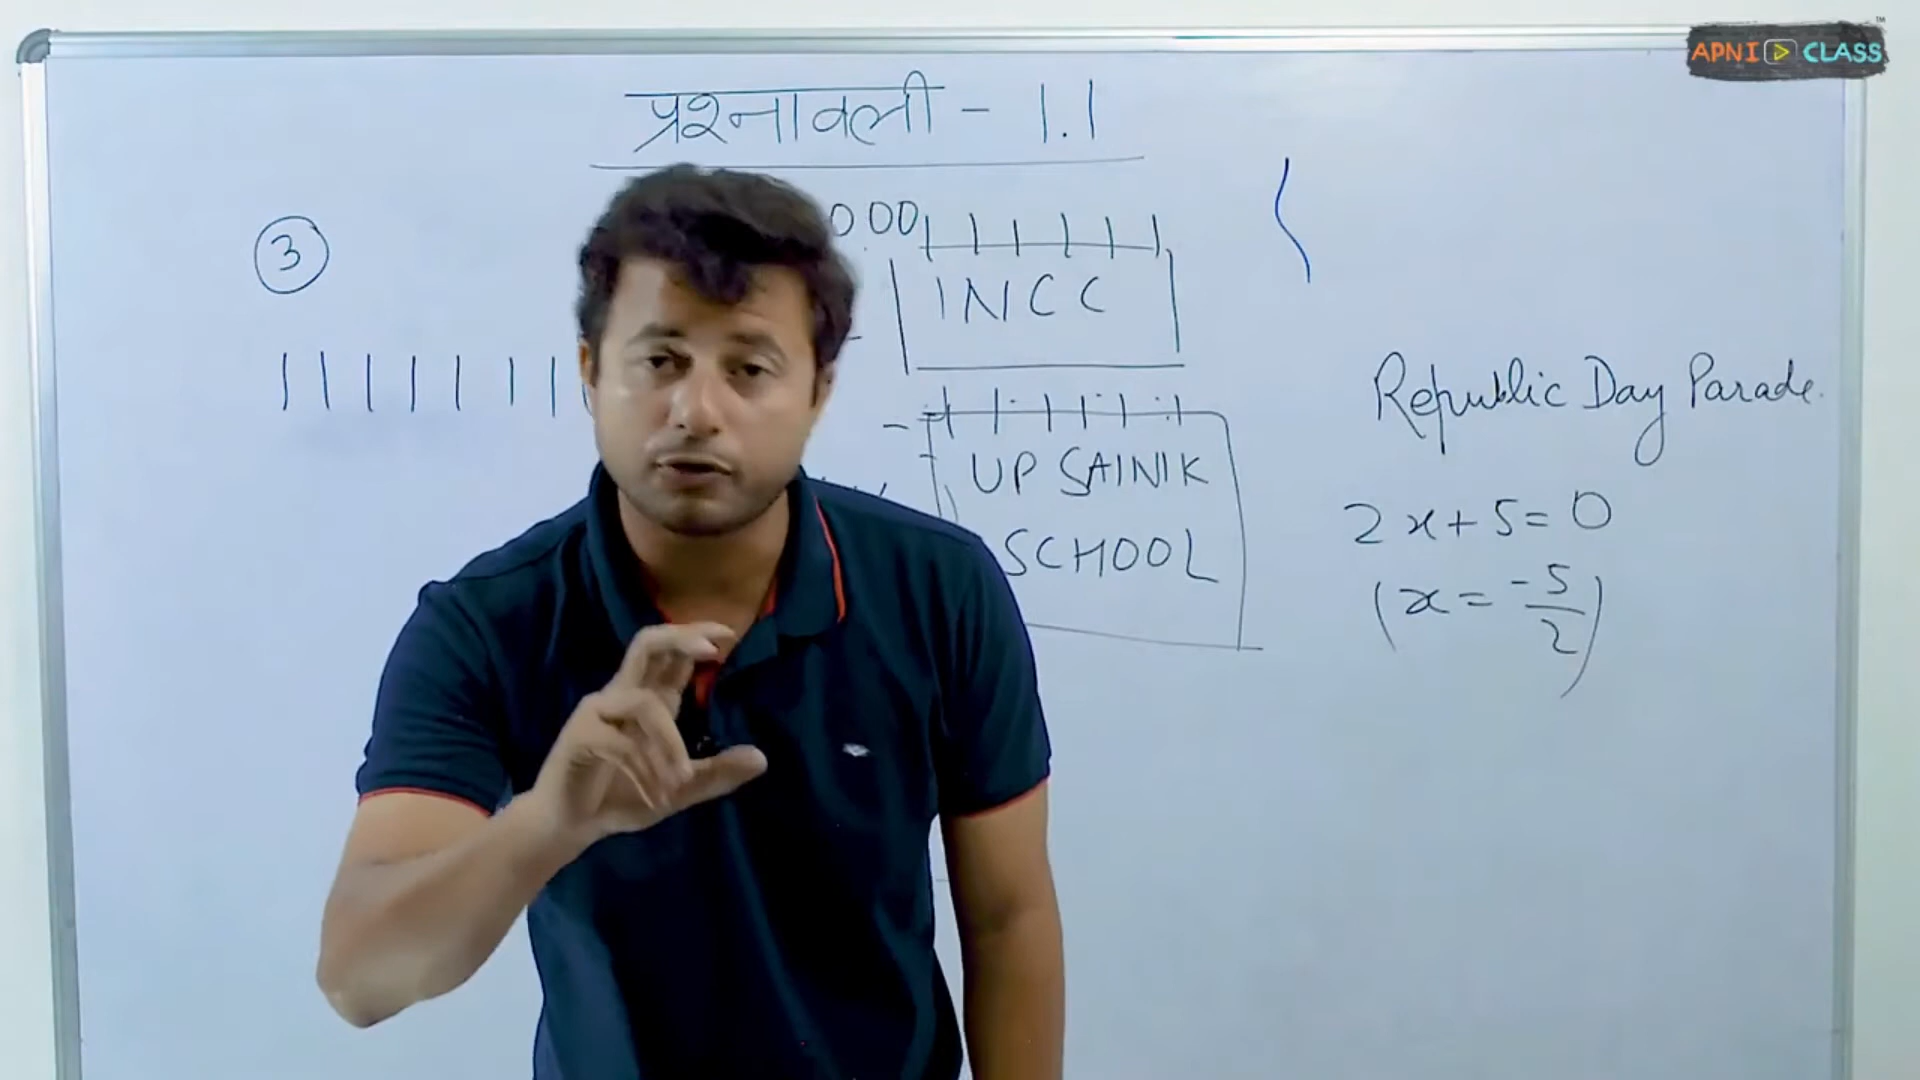 APNI CLASS
प्रश्नावली - 1.1
3
000
INCC
UP SAINIK
SCHOOL
Republic Day Parade.
2x+5=0
(x = -5/2)